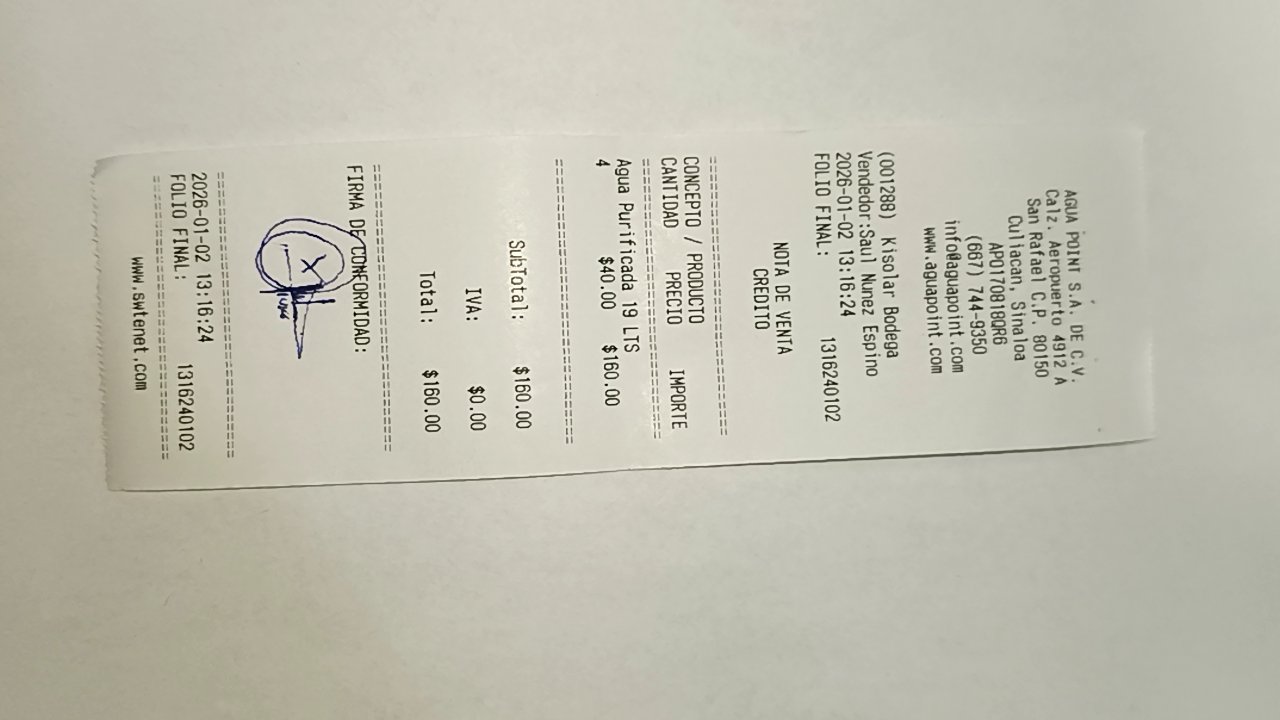 AGUA POINT S.A. DE C.V.
Calz. Aeropuerto 4912 A
San Rafael C.P. 80150
Culiacan, Sinaloa
APO170818QR6
(667) 744-9350
info@aguapoint.com
www.aguapoint.com
(001288) Kisolar Bodega
Vendedor:Saul Nunez Espino
2026-01-02 13:16:24
FOLIO FINAL: 1316240102
NOTA DE VENTA
CREDITO
================================
CONCEPTO / PRODUCTO
CANTIDAD PRECIO IMPORTE
================================
Agua Purificada 19 LTS
4 $40.00 $160.00
================================
SubTotal: $160.00
IVA: $0.00
Total: $160.00
================================
FIRMA DE CONFORMIDAD:
================================
2026-01-02 13:16:24
FOLIO FINAL: 1316240102
================================
www.swtenet.com